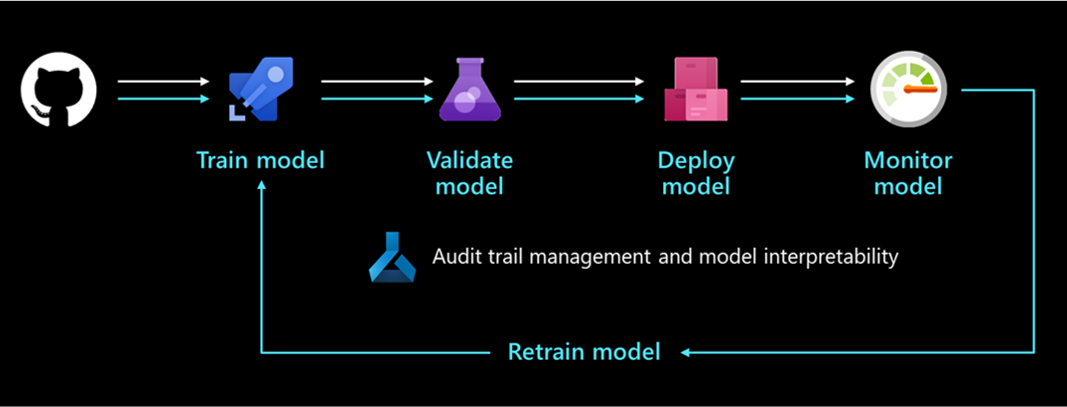 Train model
Validate
model
Deploy
model
Monitor
model
Audit trail management and model interpretability
Retrain model